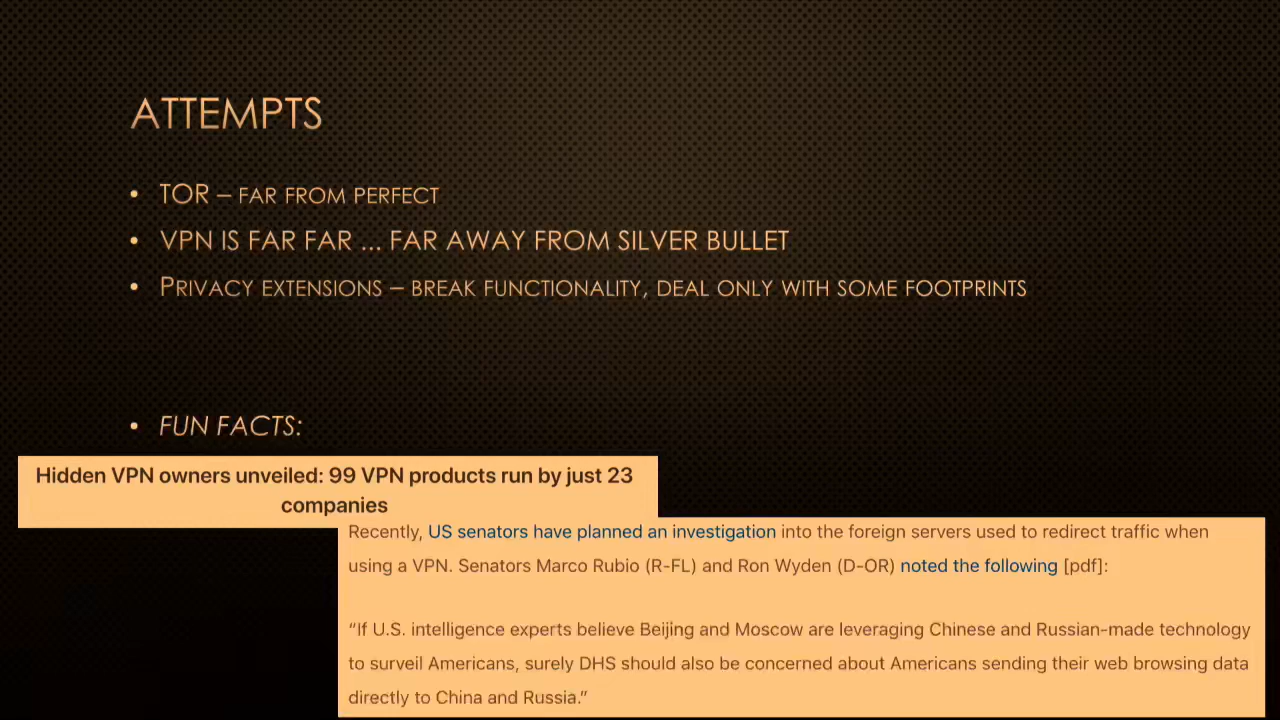 ATTEMPTS
• TOR – FAR FROM PERFECT
• VPN IS FAR FAR ... FAR AWAY FROM SILVER BULLET
• PRIVACY EXTENSIONS – BREAK FUNCTIONALITY, DEAL ONLY WITH SOME FOOTPRINTS
• FUN FACTS:
Hidden VPN owners unveiled: 99 VPN products run by just 23
companies
Recently, US senators have planned an investigation into the foreign servers used to redirect traffic when
using a VPN. Senators Marco Rubio (R-FL) and Ron Wyden (D-OR) noted the following [pdf]:
“If U.S. intelligence experts believe Beijing and Moscow are leveraging Chinese and Russian-made technology
to surveil Americans, surely DHS should also be concerned about Americans sending their web browsing data
directly to China and Russia.”